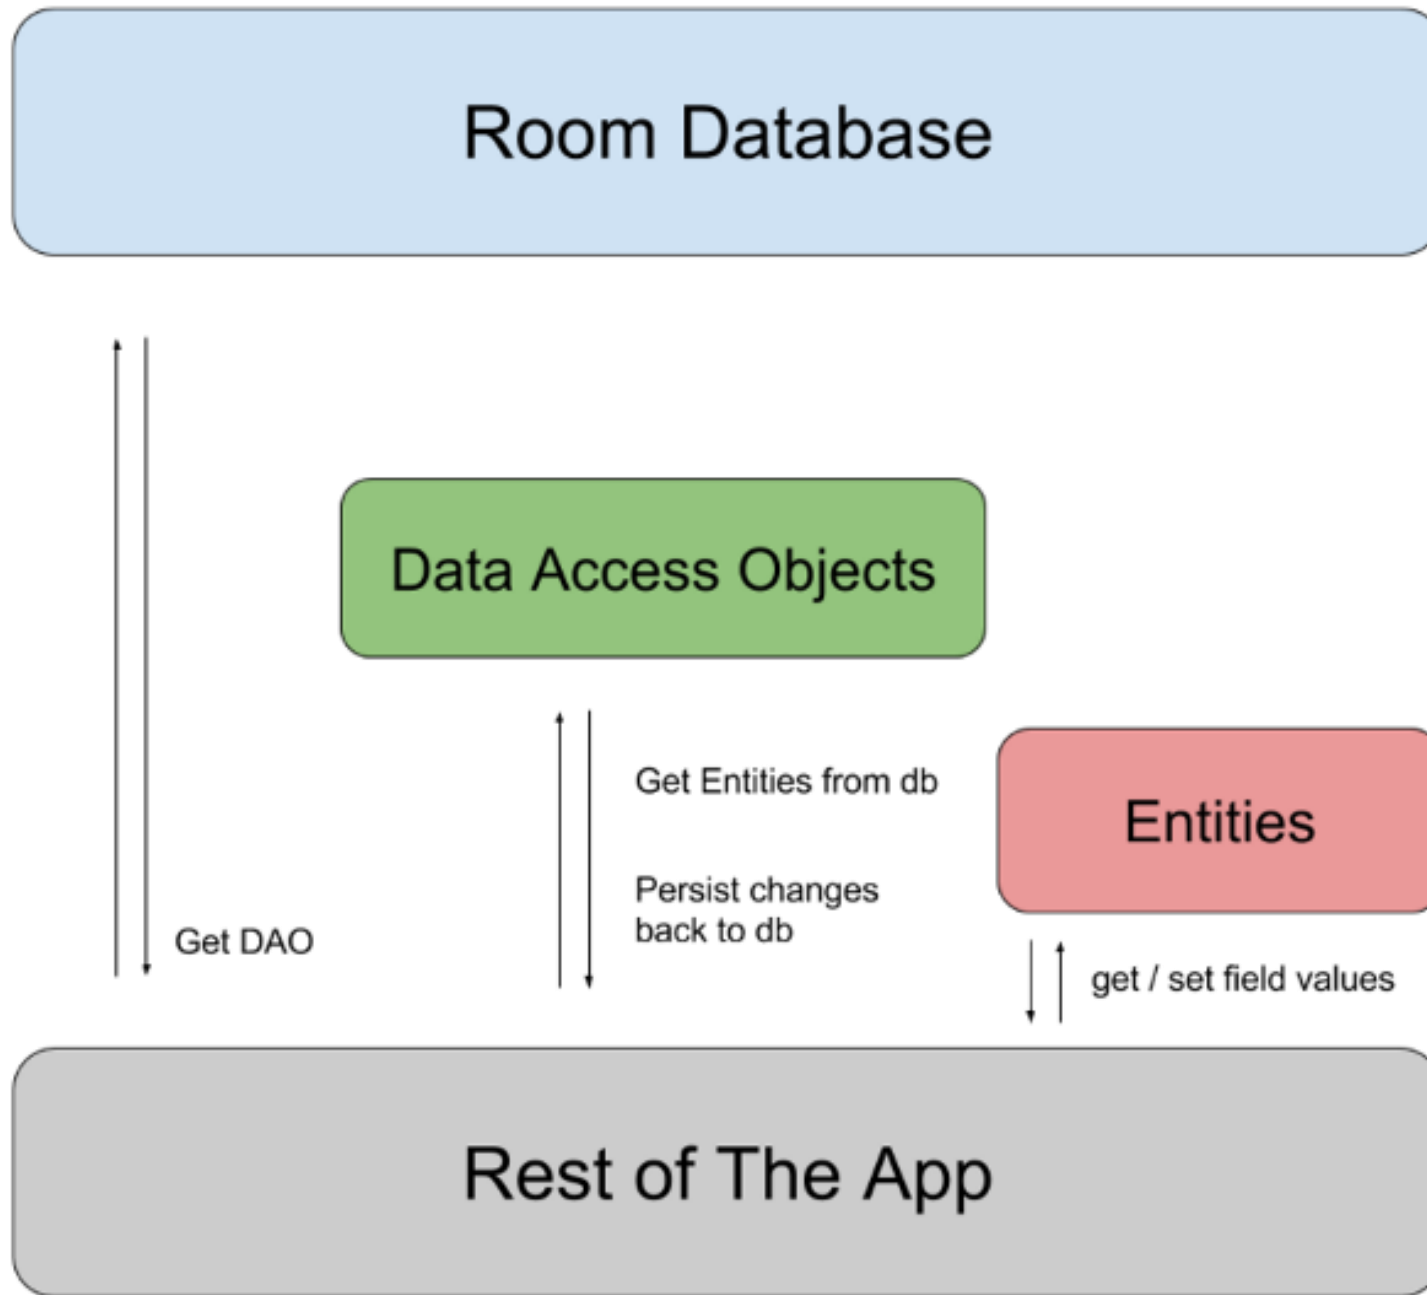 Room Database
Data Access Objects
Get Entities from db
Entities
Persist changes
back to db
Get DAO
get / set field values
Rest of The App